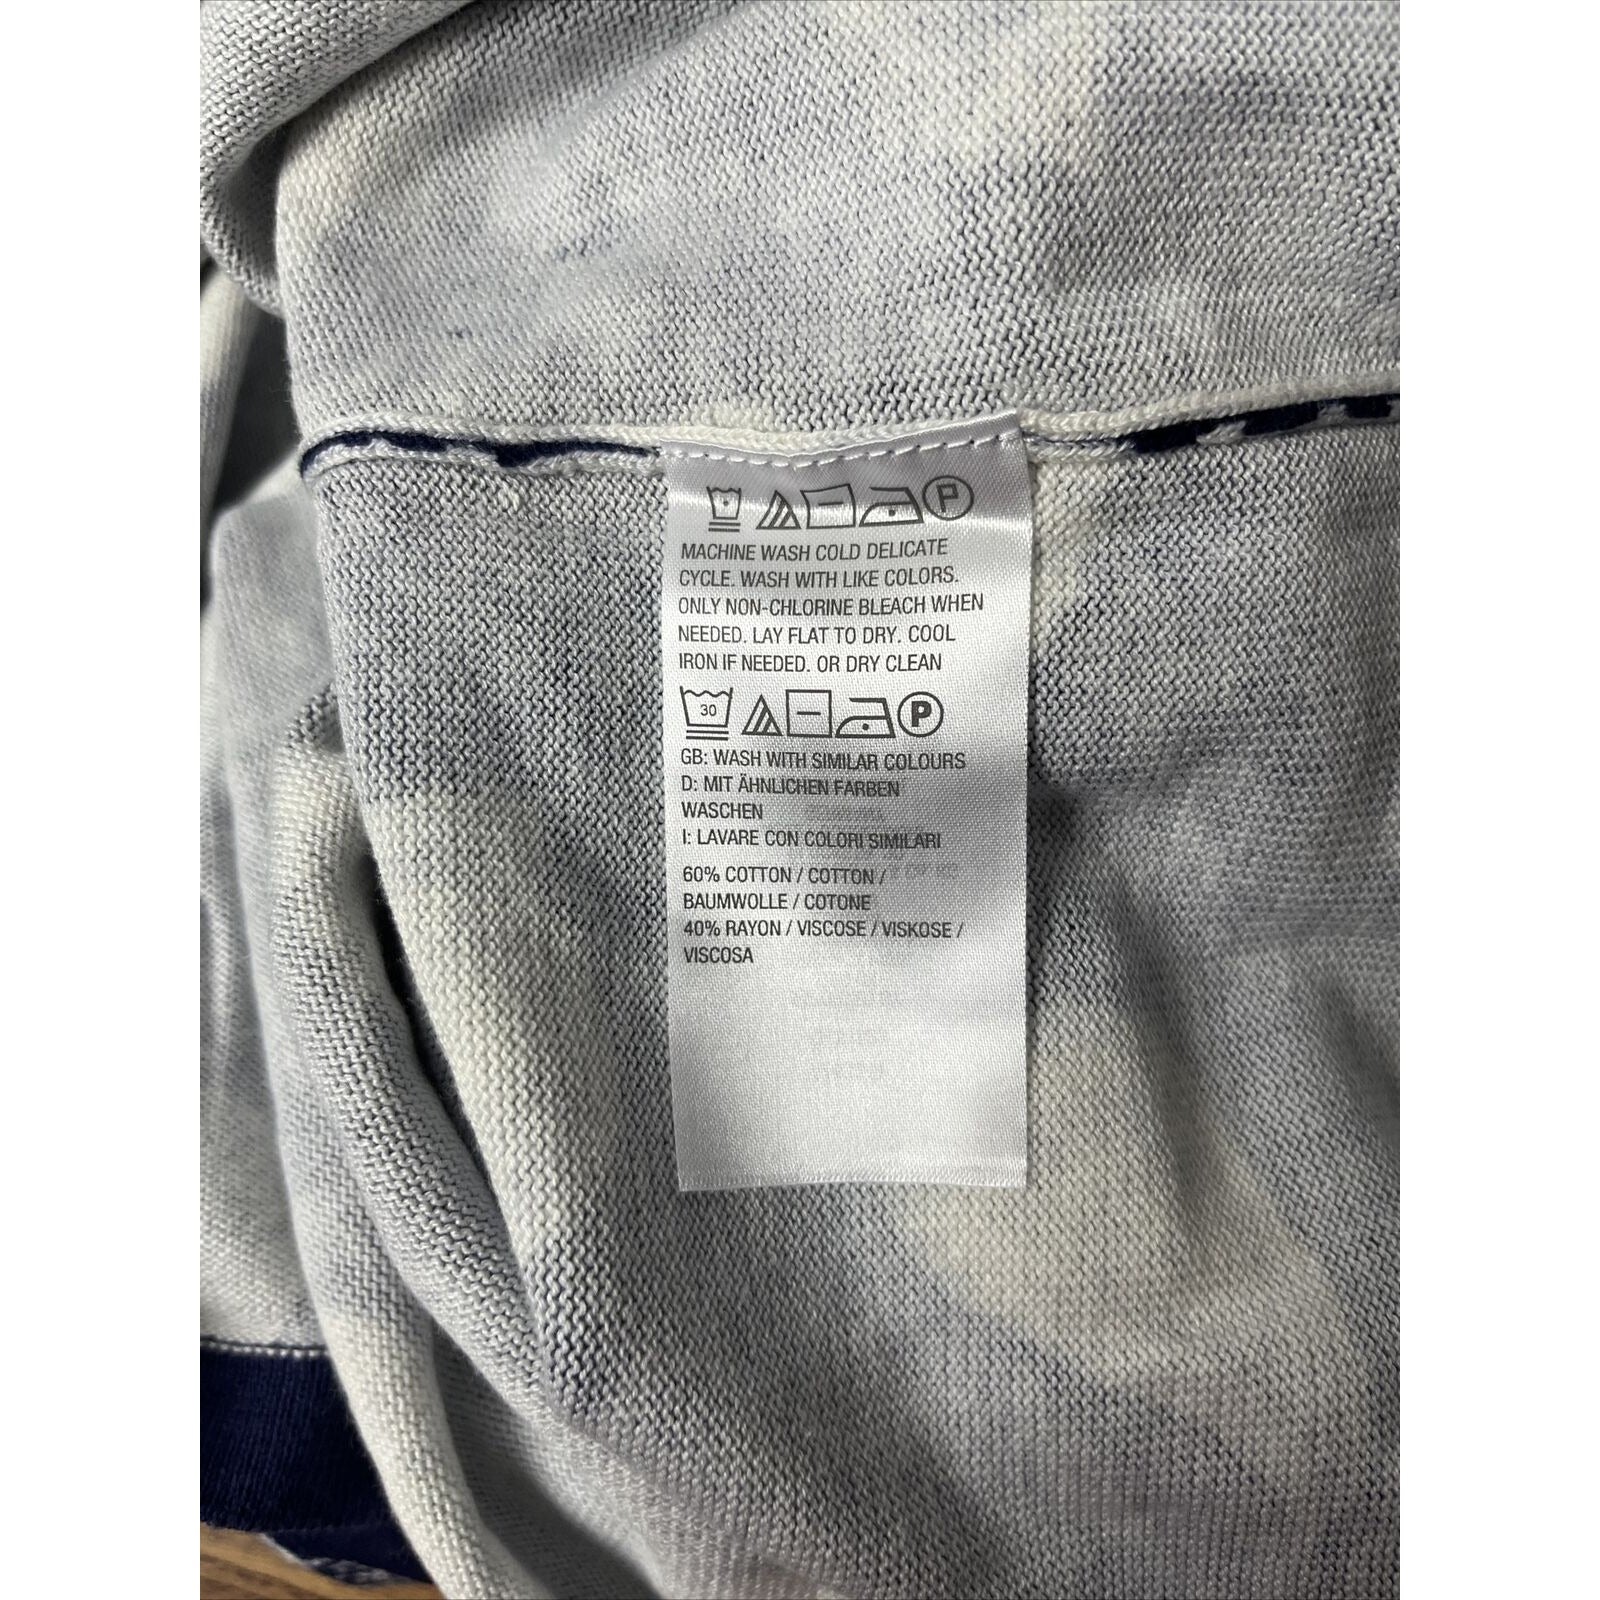 P
MACHINE WASH COLD DELICATE
CYCLE. WASH WITH LIKE COLORS.
ONLY NON-CHLORINE BLEACH WHEN
NEEDED. LAY FLAT TO DRY. COOL
IRON IF NEEDED. OR DRY CLEAN
30 P
GB: WASH WITH SIMILAR COLOURS
D: MIT ÄHNLICHEN FARBEN
WASCHEN
I: LAVARE CON COLORI SIMILARI
60% COTTON / COTTON /
BAUMWOLLE / COTONE
40% RAYON / VISCOSE / VISKOSE /
VISCOSA